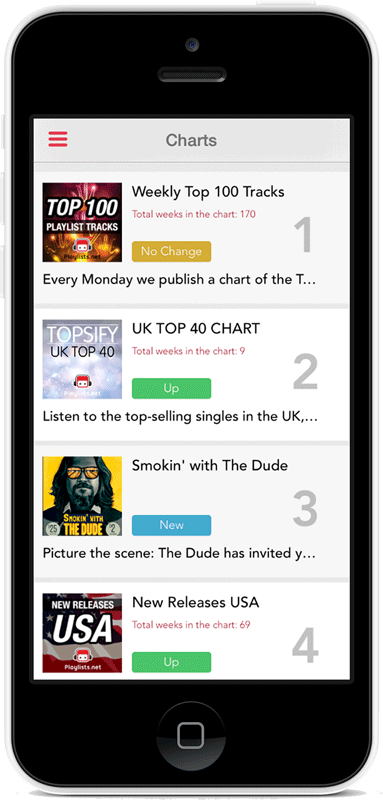 Charts
TOP 100
PLAYLIST TRACKS
Playlists.net
Weekly Top 100 Tracks
Total weeks in the chart: 170
No Change
1
Every Monday we publish a chart of the T...
TOPSIFY
UK TOP 40
Playlists.net
UK TOP 40 CHART
Total weeks in the chart: 9
Up
2
Listen to the top-selling singles in the UK,...
SMOKIN' WITH
THE DUDE
25
2
Smokin' with The Dude
New
3
Picture the scene: The Dude has invited y...
NEW RELEASES
USA
Playlists.net
New Releases USA
Total weeks in the chart: 69
Up
4